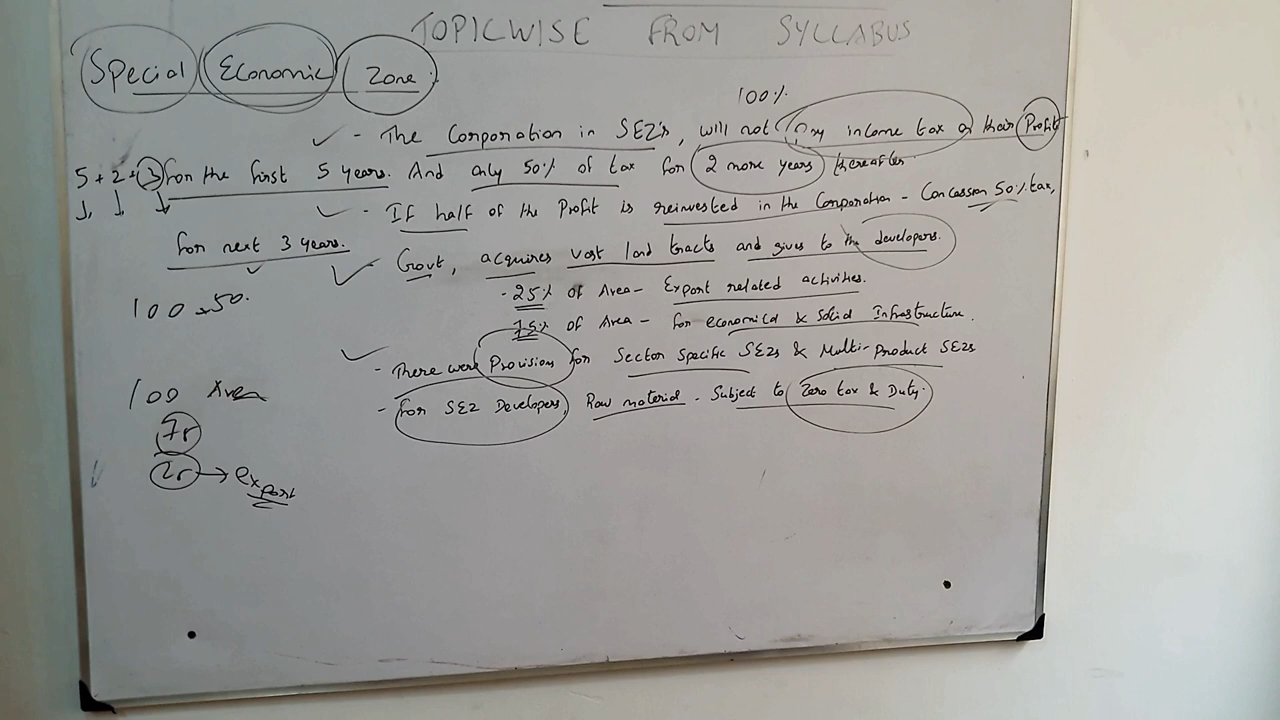 TOPICWISE FROM SYLLABUS
Special Economic Zone
100%
- The Corporation in SEZ's, will not pay income tax on their Profit
5 + 2 + 3 for the first 5 years. And only 50% of tax for 2 more years thereafter
- If half of the Profit is reinvested in the Corporation - Concession 50% tax,
for next 3 years.
- Govt, acquires vast land tracts and gives to the developers.
100 50.
- 25% of Area - Export related activities.
75% of Area - for economical & Social Infrastructure.
- There were Provisions for Sector Specific SEZs & Multi-Product SEZs
100 Area
- for SEZ Developers, Raw material - Subject to Zero tax & Duty.
75
25 → export